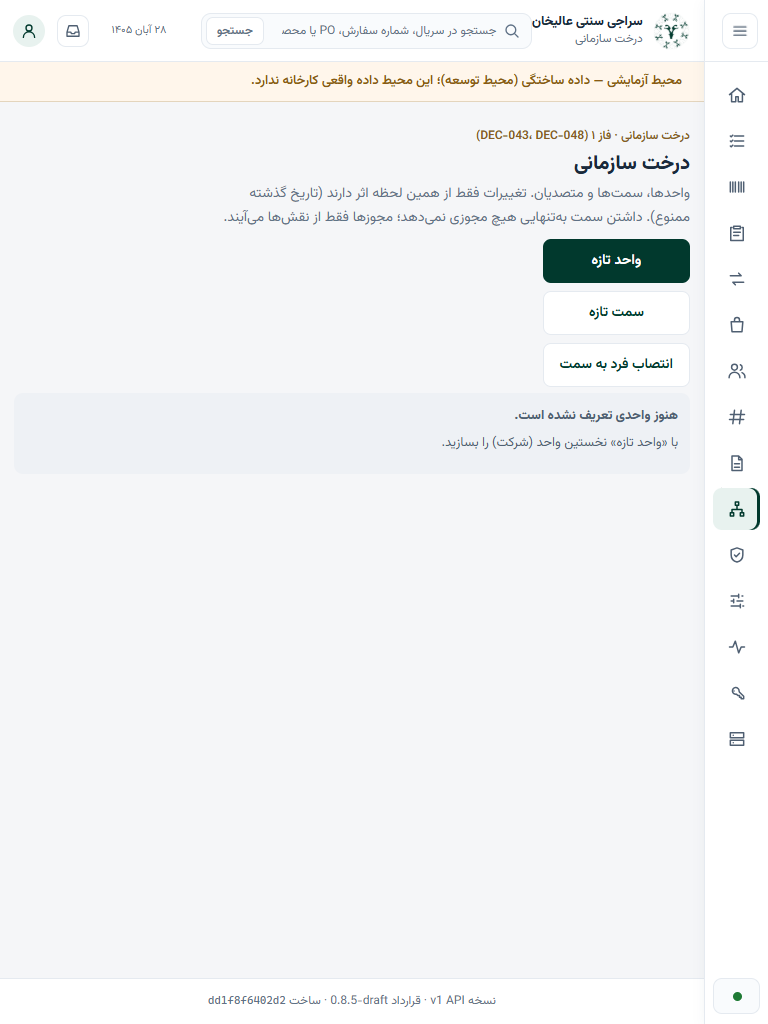 سراجی سنتی عالیخان
درخت سازمانی
جستجو در سریال، شماره سفارش، PO یا محص
جستجو
۲۸ آبان ۱۴۰۵
محیط آزمایشی — داده ساختگی (محیط توسعه)؛ این محیط داده واقعی کارخانه ندارد.
درخت سازمانی · فاز ۱ (DEC-043، DEC-048)
درخت سازمانی
واحدها، سمت‌ها و متصدیان. تغییرات فقط از همین لحظه اثر دارند (تاریخ گذشته
ممنوع). داشتن سمت به‌تنهایی هیچ مجوزی نمی‌دهد؛ مجوزها فقط از نقش‌ها می‌آیند.
واحد تازه
سمت تازه
انتصاب فرد به سمت
هنوز واحدی تعریف نشده است.
با «واحد تازه» نخستین واحد (شرکت) را بسازید.
نسخه v1 API · قرارداد 0.8.5-draft · ساخت dd1f8f6402d2